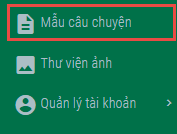 Mẫu câu chuyện
Thư viện ảnh
Quản lý tài khoản